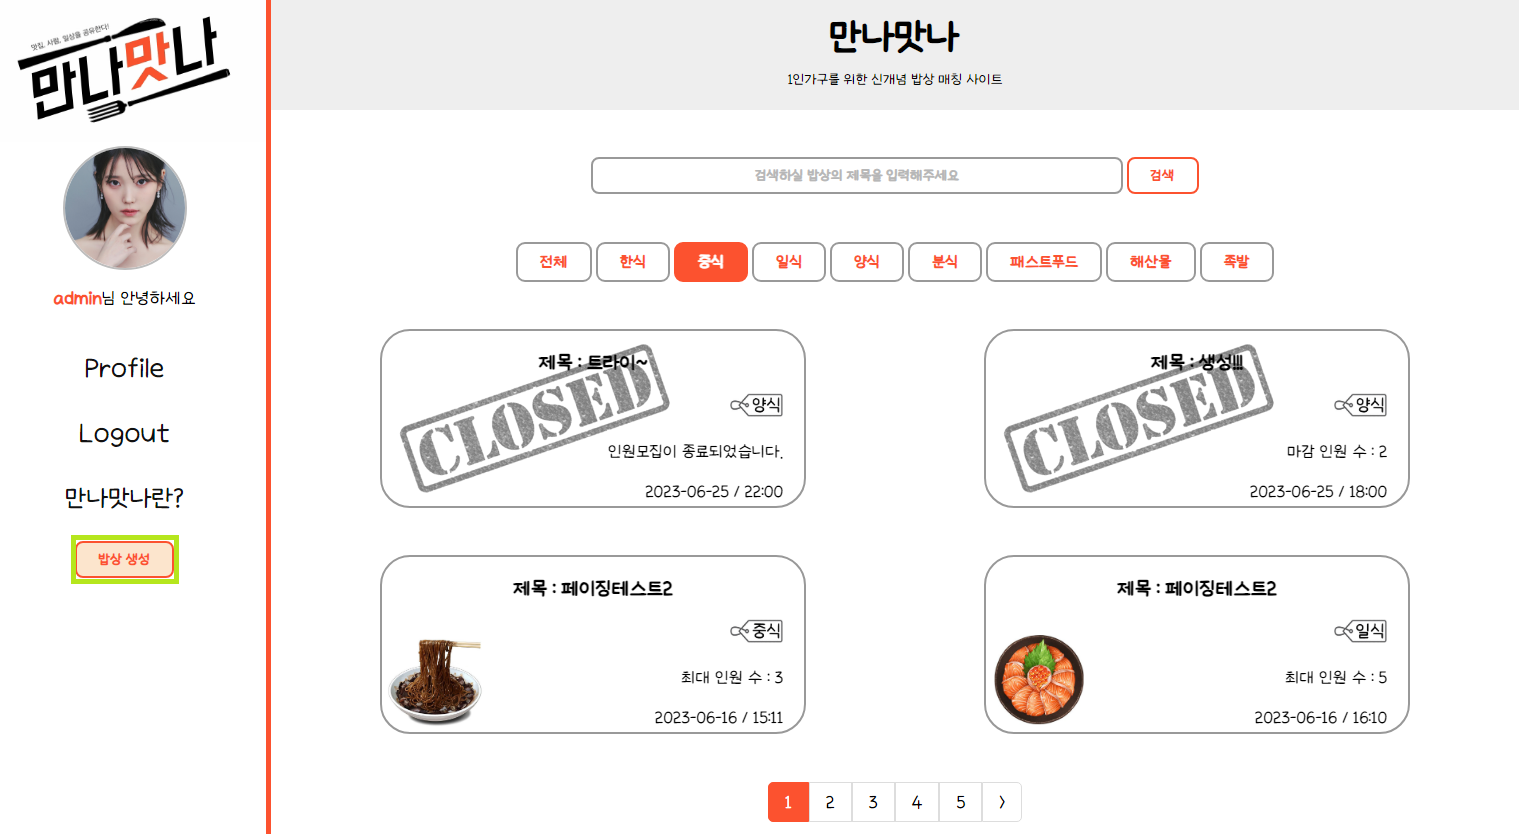 맛집, 사람, 일상을 공유한다!
만나맛나
admin님 안녕하세요
Profile
Logout
만나맛나란?
밥상 생성
만나맛나
1인가구를 위한 신개념 밥상 매칭 사이트
검색하실 밥상의 제목을 입력해주세요
검색
전체 한식 중식 일식 양식 분식 패스트푸드 해산물 족발
제목 : 트라이~
CLOSED
양식
인원모집이 종료되었습니다.
2023-06-25 / 22:00
제목 : 생성!!!
CLOSED
양식
마감 인원 수 : 2
2023-06-25 / 18:00
제목 : 페이징테스트2
중식
최대 인원 수 : 3
2023-06-16 / 15:11
제목 : 페이징테스트2
일식
최대 인원 수 : 5
2023-06-16 / 16:10
1 2 3 4 5 >